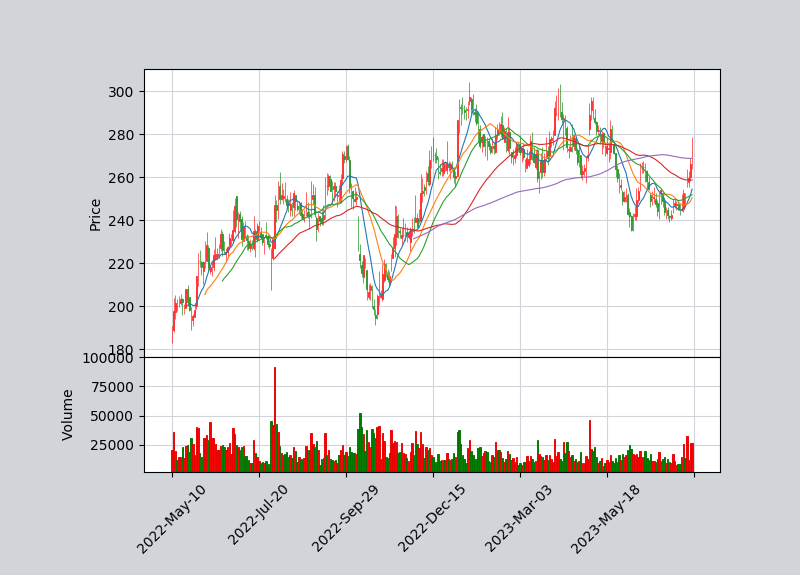 Price
300
280
260
240
220
200
180
Volume
100000
75000
50000
25000
2022-May-10
2022-Jul-20
2022-Sep-29
2022-Dec-15
2023-Mar-03
2023-May-18